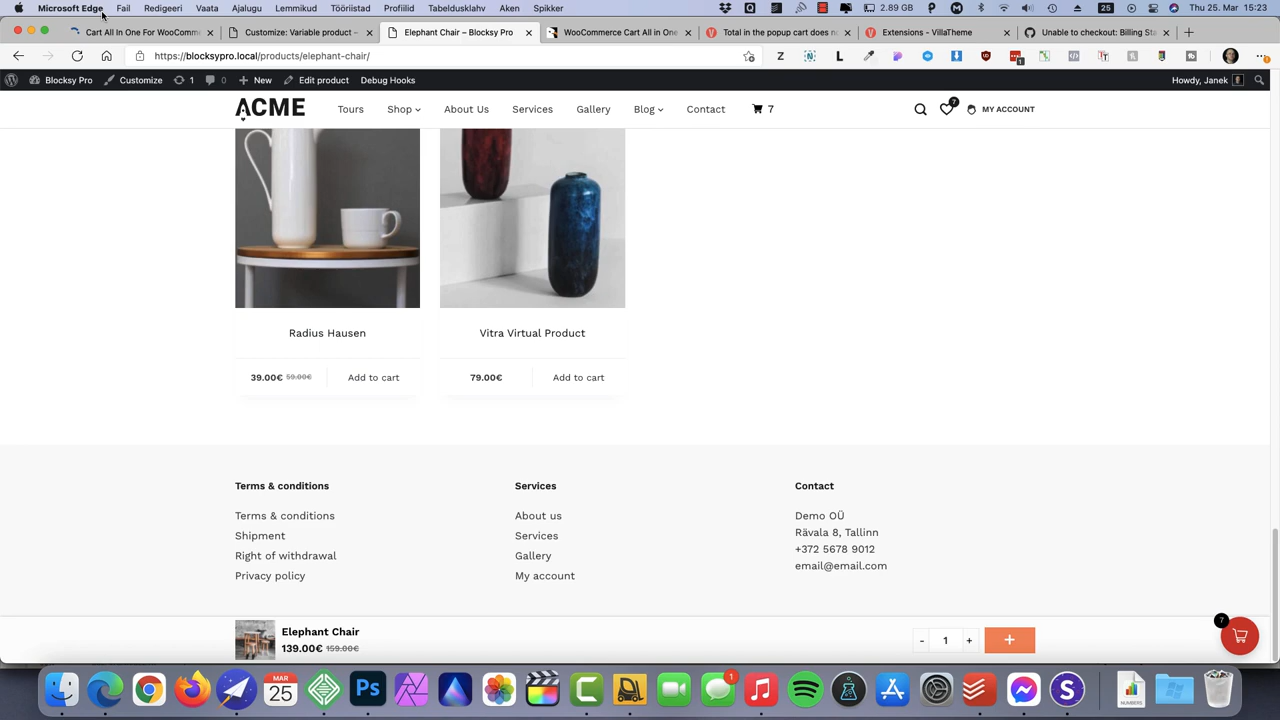 Microsoft Edge Fail Redigeeri Vaata Ajalugu Lemmikud Tööriistad Profiilid Tabeldusklahv Aken Spikker 2.89 GB Thu 25. Mar 15:23
Cart All In One For WooComm Customize: Variable product – Elephant Chair – Blocksy Pro WooCommerce Cart All in One Total in the popup cart does n Extensions - VillaTheme Unable to checkout: Billing Sta
https://blocksypro.local/products/elephant-chair/
Blocksy Pro Customize 1 0 New Edit product Debug Hooks Howdy, Janek
ACME Tours Shop About Us Services Gallery Blog Contact 7 7 MY ACCOUNT
Radius Hausen Vitra Virtual Product
39.00€ 59.00€ Add to cart 79.00€ Add to cart
Terms & conditions Services Contact
Terms & conditions About us Demo OÜ
Shipment Services Rävala 8, Tallinn
Right of withdrawal Gallery +372 5678 9012
Privacy policy My account email@email.com
Elephant Chair
139.00€ 159.00€ - 1 + + 7
MAR
25 Ps 1 NUMBERS